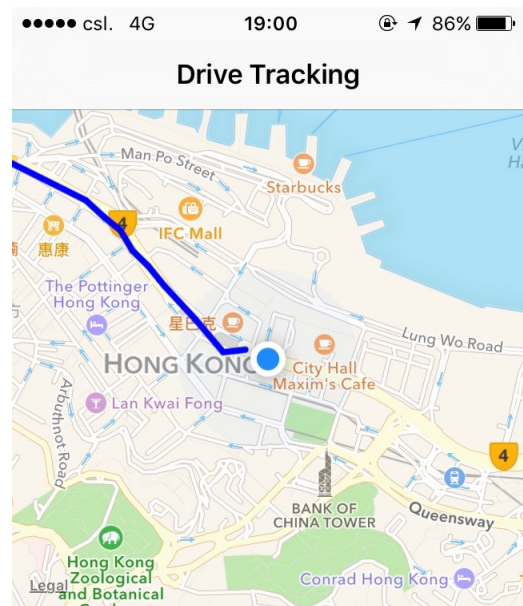 csl. 4G 19:00 86%
Drive Tracking
Man Po Street
Starbucks
4
IFC Mall
惠康
The Pottinger
Hong Kong
星巴克
Lung Wo Road
HONG KONG
City Hall
Maxim's Cafe
Lan Kwai Fong
Arbuthnot Road
4
BANK OF
CHINA TOWER
Queensway
Hong Kong
Zoological
and Botanical
Conrad Hong Kong
Legal